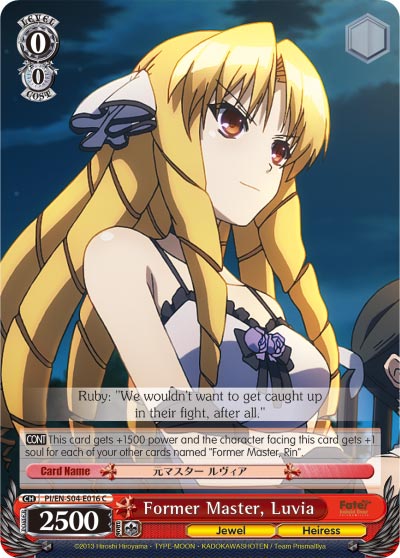 LEVEL
0
0
COST
Ruby: "We wouldn't want to get caught up
in their fight, after all."
CONT This card gets +1500 power and the character facing this card gets +1
soul for each of your other cards named "Former Master, Rin".
Card Name
元マスター ルヴィア
CH PI/EN-S04-E016 C
Former Master, Luvia
2500
Jewel
Heiress
©2013 Hiroshi Hiroyama · TYPE-MOON · KADOKAWASHOTEN / Team Prismalliya